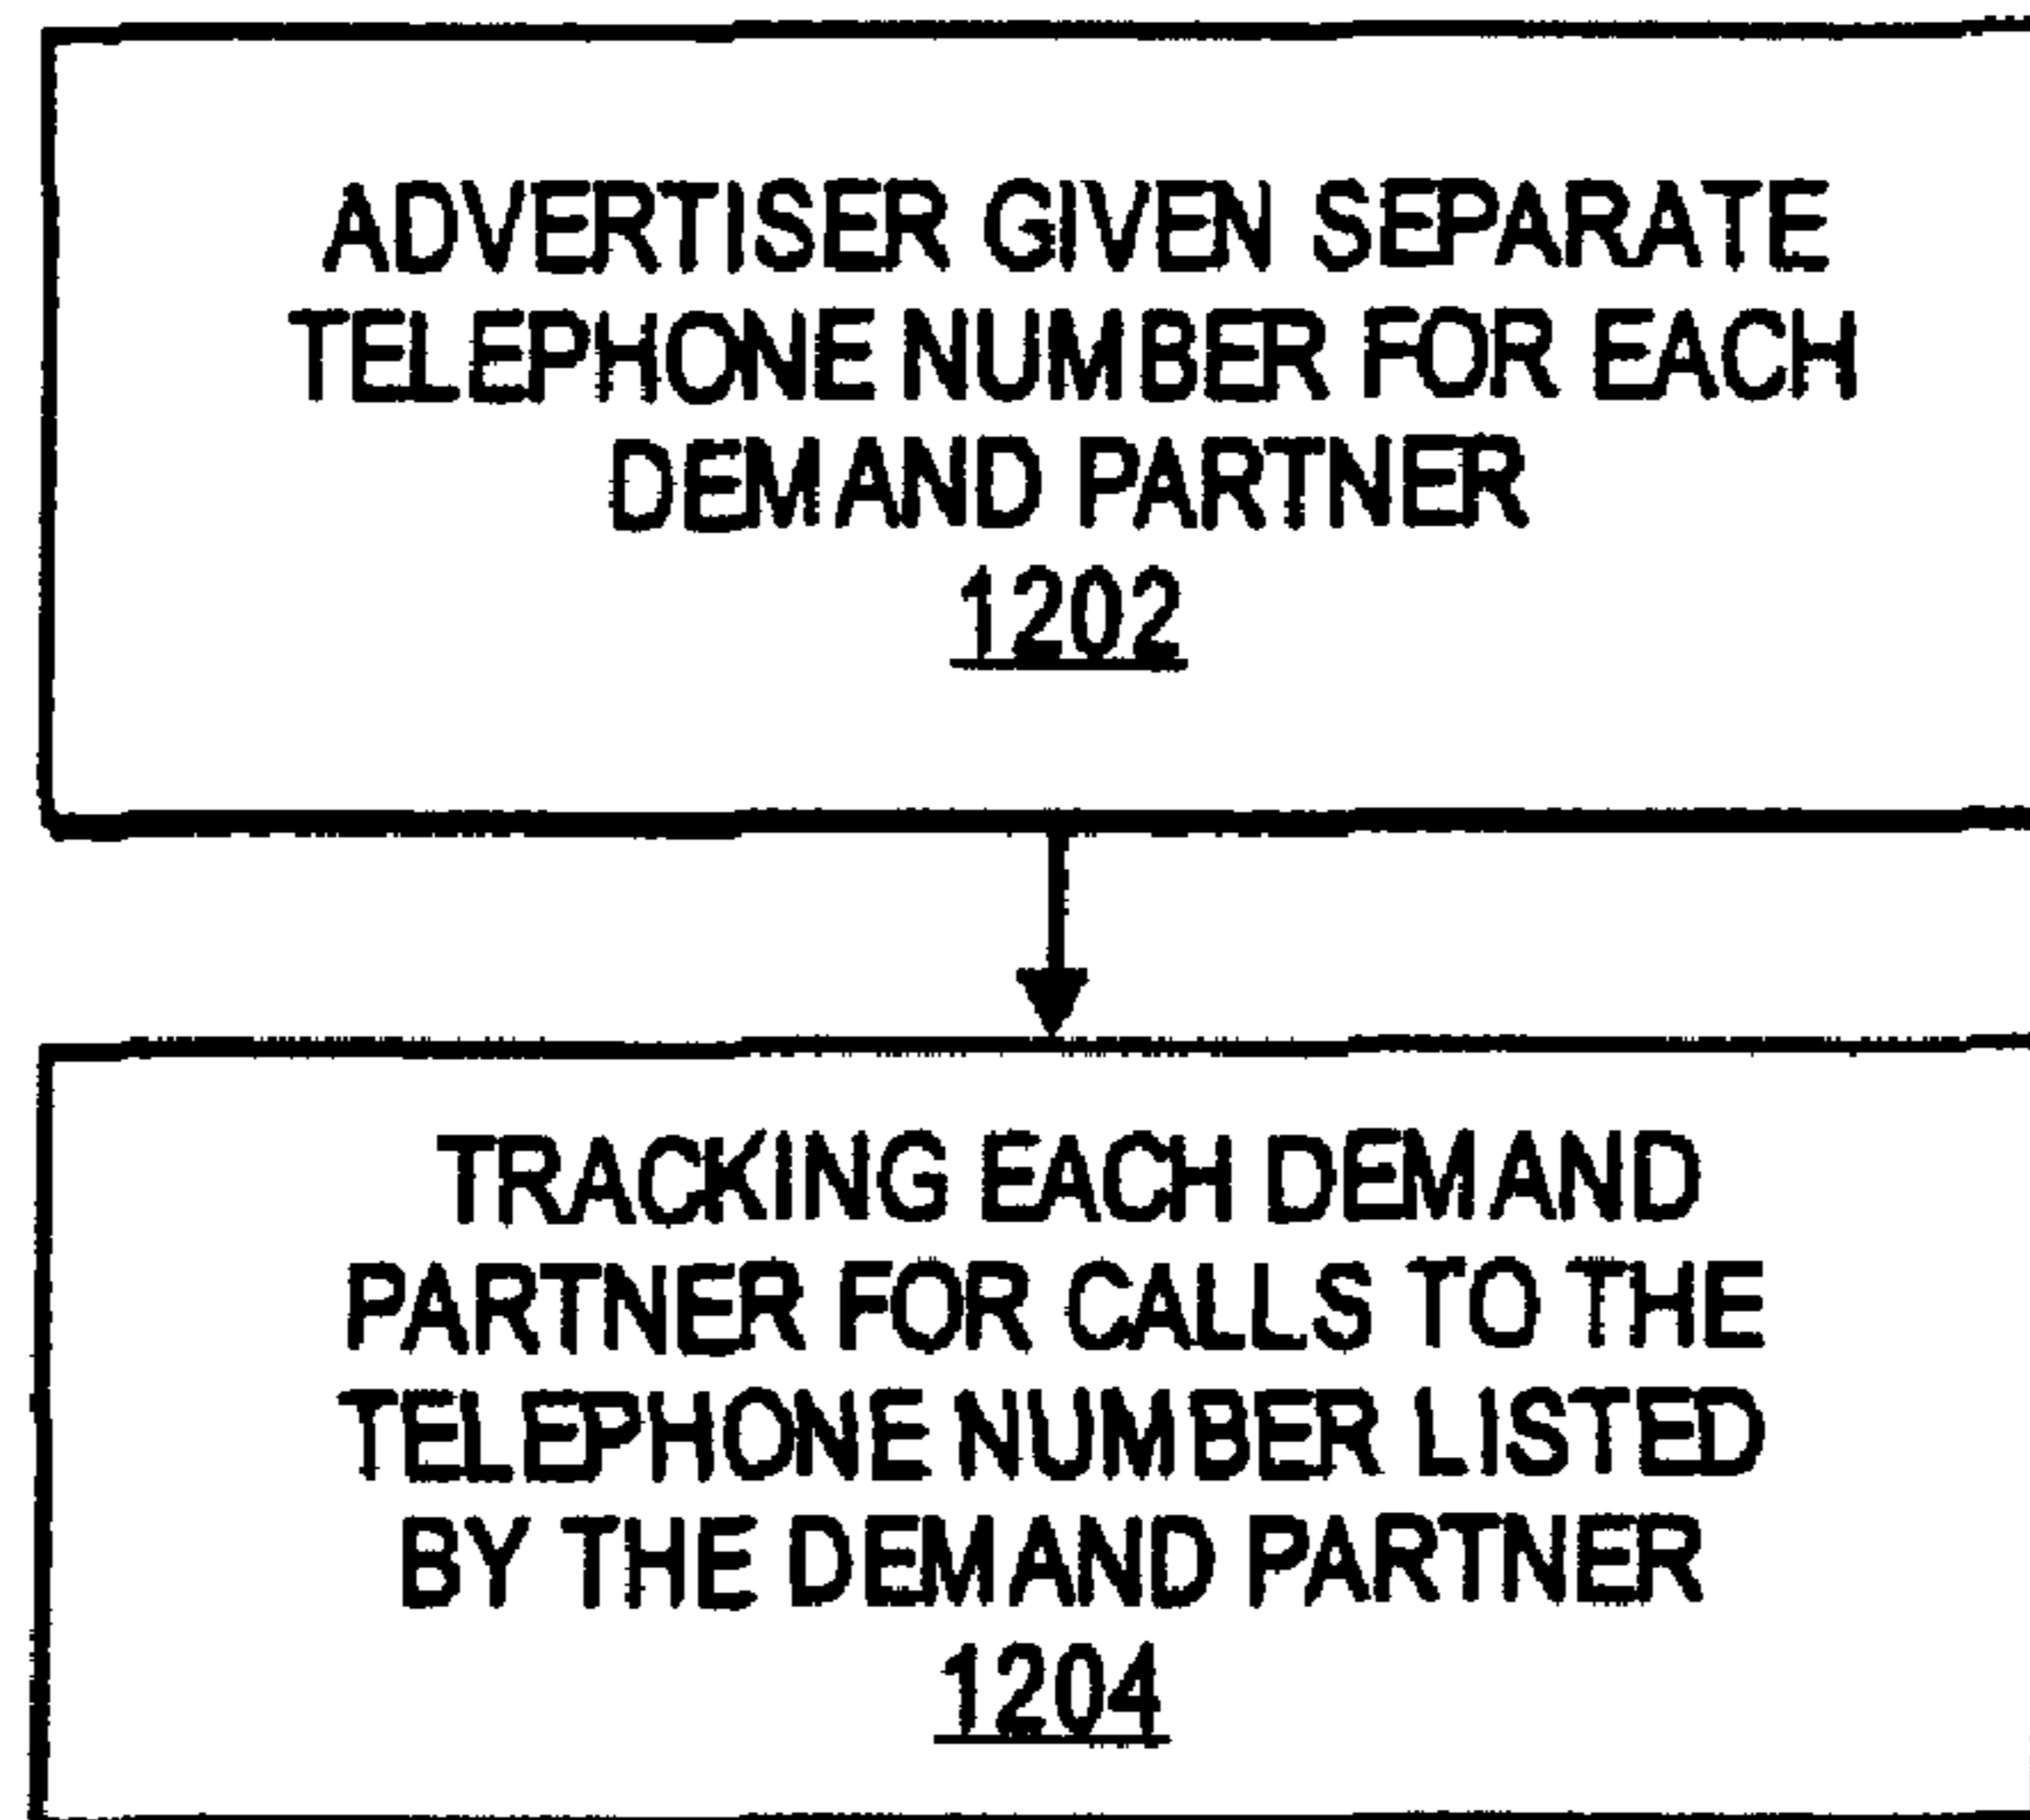 ADVERTISER GIVEN SEPARATE
TELEPHONE NUMBER FOR EACH
DEMAND PARTNER
1202
TRACKING EACH DEMAND
PARTNER FOR CALLS TO THE
TELEPHONE NUMBER LISTED
BY THE DEMAND PARTNER
1204